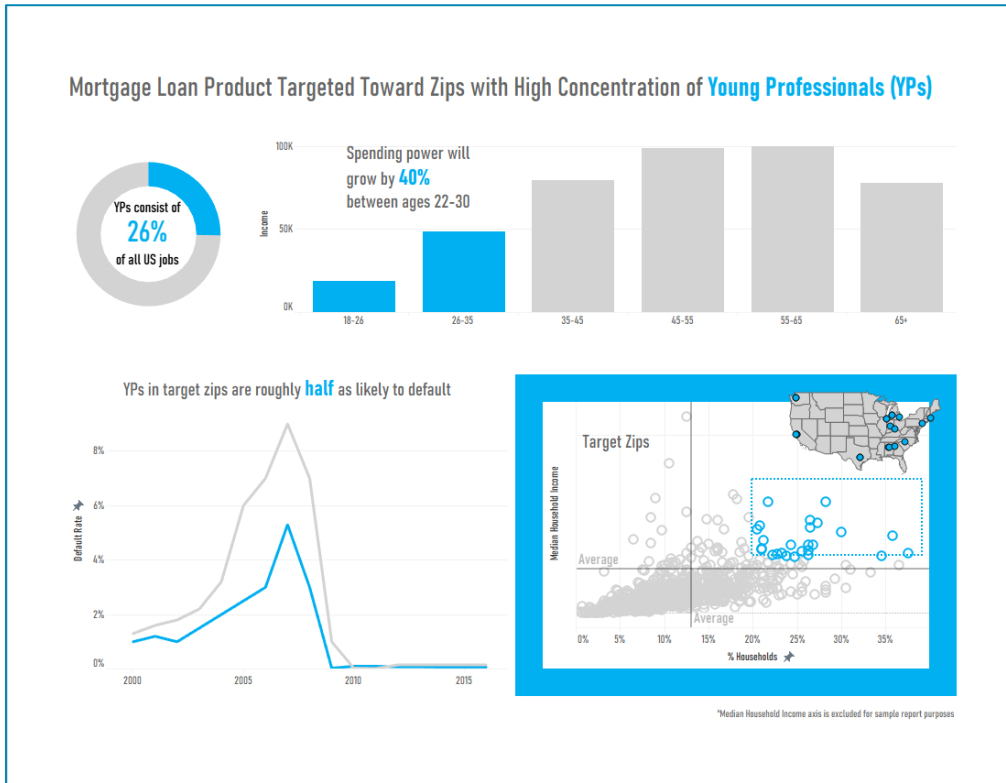 Mortgage Loan Product Targeted Toward Zips with High Concentration of Young Professionals (YPs)
YPs consist of
26%
of all US jobs
Spending power will
grow by 40%
between ages 22-30
Income
100K
50K
0K
18-26
26-35
35-45
45-55
55-65
65+
YPs in target zips are roughly half as likely to default
Default Rate
8%
6%
4%
2%
0%
2000
2005
2010
2015
Target Zips
Median Household Income
Average
Average
0%
5%
10%
15%
20%
25%
30%
35%
% Households
*Median Household Income axis is excluded for sample report purposes